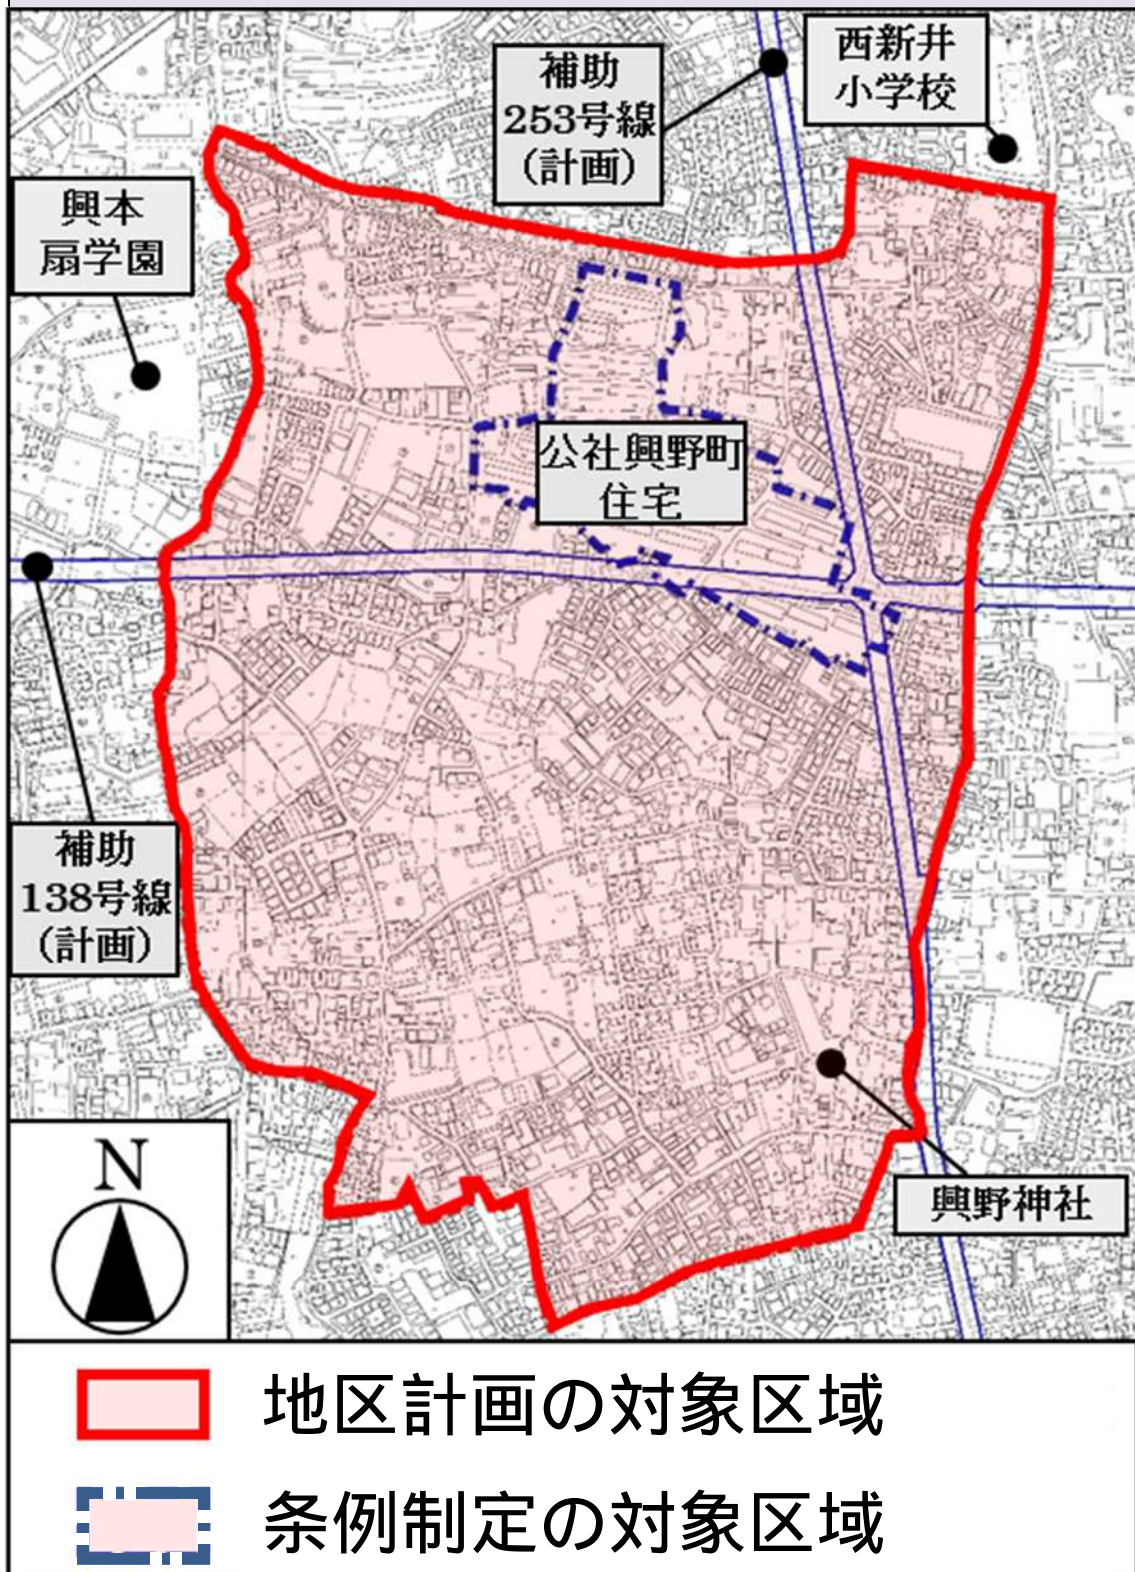 補助
253号線
(計画)
西新井
小学校
興本
扇学園
公社興野町
住宅
補助
138号線
(計画)
興野神社
N
地区計画の対象区域
条例制定の対象区域